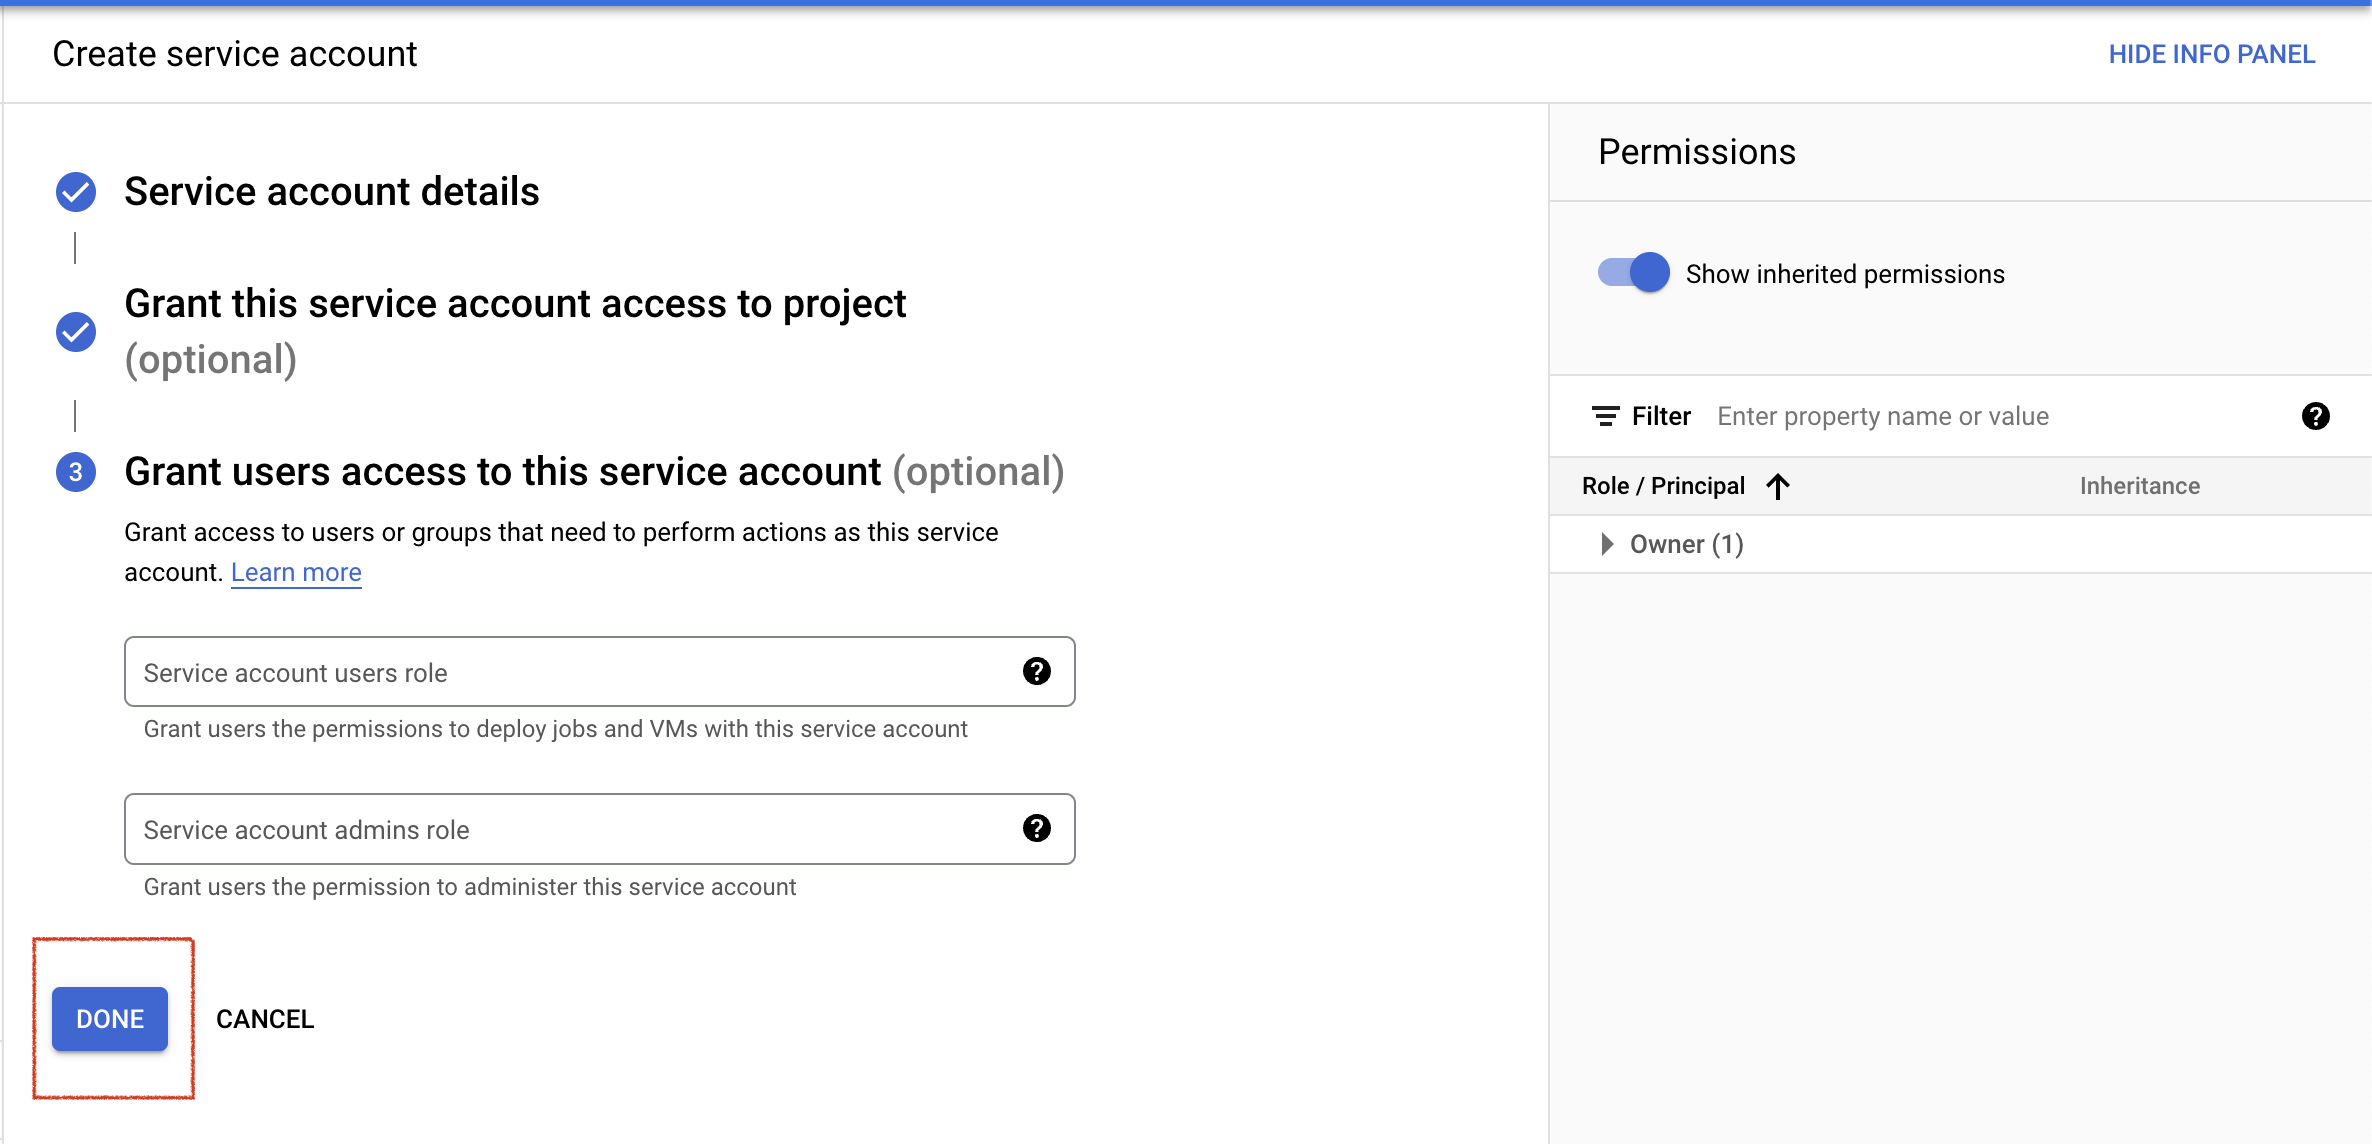 Create service account
HIDE INFO PANEL
Service account details
Grant this service account access to project
(optional)
3
Grant users access to this service account (optional)
Grant access to users or groups that need to perform actions as this service
account. Learn more
Service account users role
Grant users the permissions to deploy jobs and VMs with this service account
Service account admins role
Grant users the permission to administer this service account
DONE
CANCEL
Permissions
Show inherited permissions
Filter Enter property name or value
Role / Principal Inheritance
Owner (1)